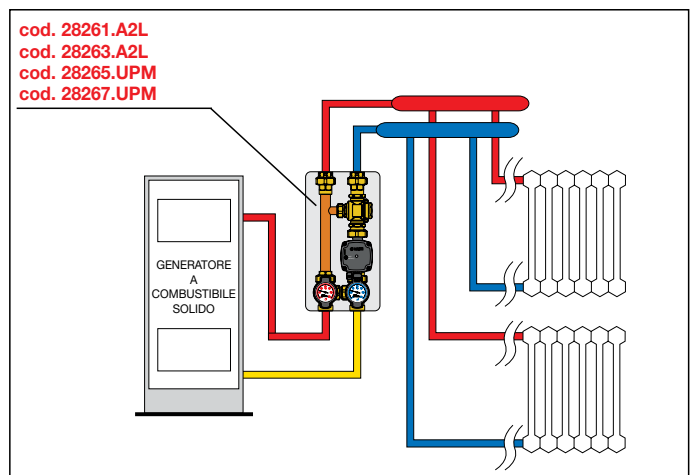 cod. 28261.A2L
cod. 28263.A2L
cod. 28265.UPM
cod. 28267.UPM
GENERATORE
A
COMBUSTIBILE
SOLIDO